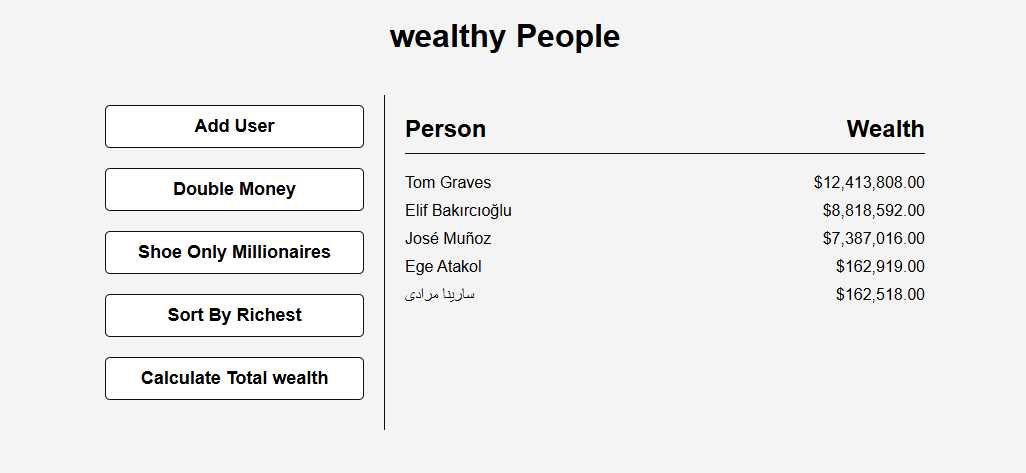 wealthy People
Add User
Double Money
Shoe Only Millionaires
Sort By Richest
Calculate Total wealth
Person Wealth
Tom Graves $12,413,808.00
Elif Bakırcıoğlu $8,818,592.00
José Muñoz $7,387,016.00
Ege Atakol $162,919.00
سارینا مرادی $162,518.00